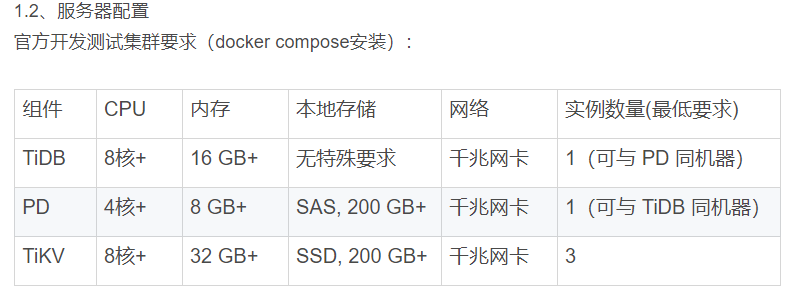 1.2、服务器配置
官方开发测试集群要求（docker compose安装）：
组件 CPU 内存 本地存储 网络 实例数量(最低要求)
TiDB 8核+ 16 GB+ 无特殊要求 千兆网卡 1（可与 PD 同机器）
PD 4核+ 8 GB+ SAS, 200 GB+ 千兆网卡 1（可与 TiDB 同机器）
TiKV 8核+ 32 GB+ SSD, 200 GB+ 千兆网卡 3